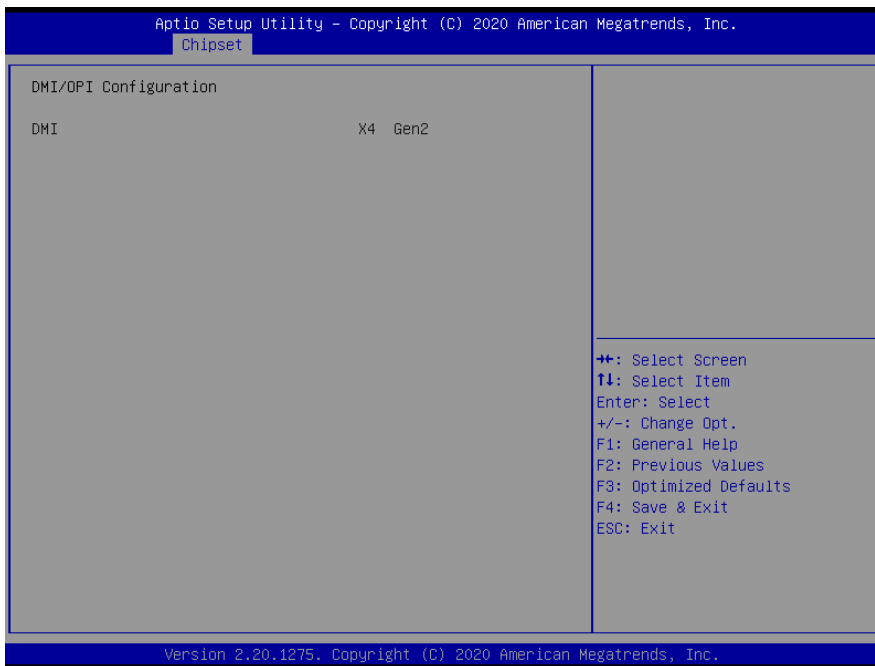 Aptio Setup Utility – Copyright (C) 2020 American Megatrends, Inc.
Chipset
DMI/OPI Configuration
DMI X4 Gen2
→←: Select Screen
↑↓: Select Item
Enter: Select
+/-: Change Opt.
F1: General Help
F2: Previous Values
F3: Optimized Defaults
F4: Save & Exit
ESC: Exit
Version 2.20.1275. Copyright (C) 2020 American Megatrends, Inc.